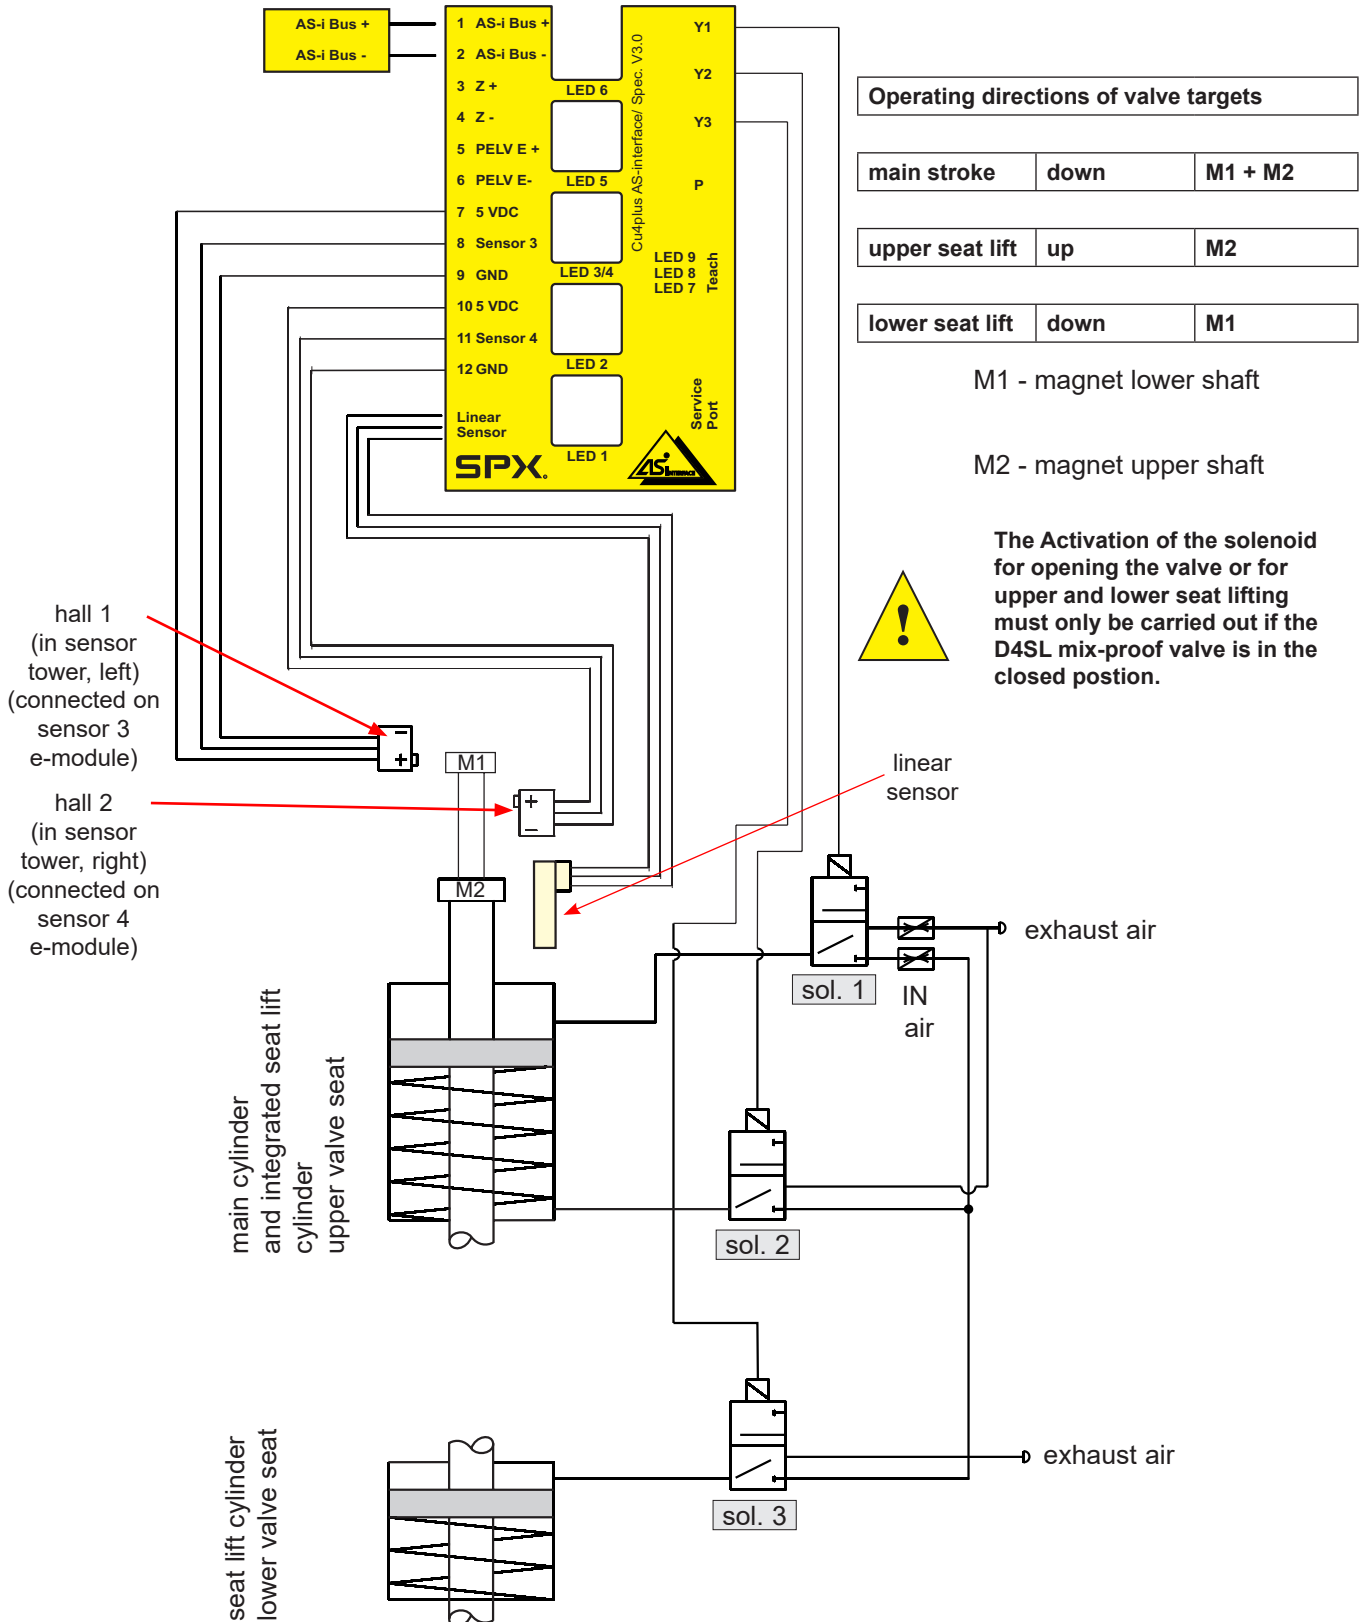 AS-i Bus +
AS-i Bus -
1 AS-i Bus +
2 AS-i Bus -
3 Z +
4 Z -
5 PELV E +
6 PELV E-
7 5 VDC
8 Sensor 3
9 GND
10 5 VDC
11 Sensor 4
12 GND
Linear
Sensor
SPX.
LED 6
LED 5
LED 3/4
LED 2
LED 1
Cu4plus AS-interface/ Spec. V3.0
Y1
Y2
Y3
P
LED 9
LED 8
LED 7
Teach
Service
Port
ASi
INTERFACE
Operating directions of valve targets
main stroke down M1 + M2
upper seat lift up M2
lower seat lift down M1
M1 - magnet lower shaft
M2 - magnet upper shaft
!
The Activation of the solenoid
for opening the valve or for
upper and lower seat lifting
must only be carried out if the
D4SL mix-proof valve is in the
closed postion.
hall 1
(in sensor
tower, left)
(connected on
sensor 3
e-module)
hall 2
(in sensor
tower, right)
(connected on
sensor 4
e-module)
−
+
M1
+
−
M2
linear
sensor
exhaust air
sol. 1
IN
air
main cylinder
and integrated seat lift
cylinder
upper valve seat
sol. 2
exhaust air
sol. 3
seat lift cylinder
lower valve seat